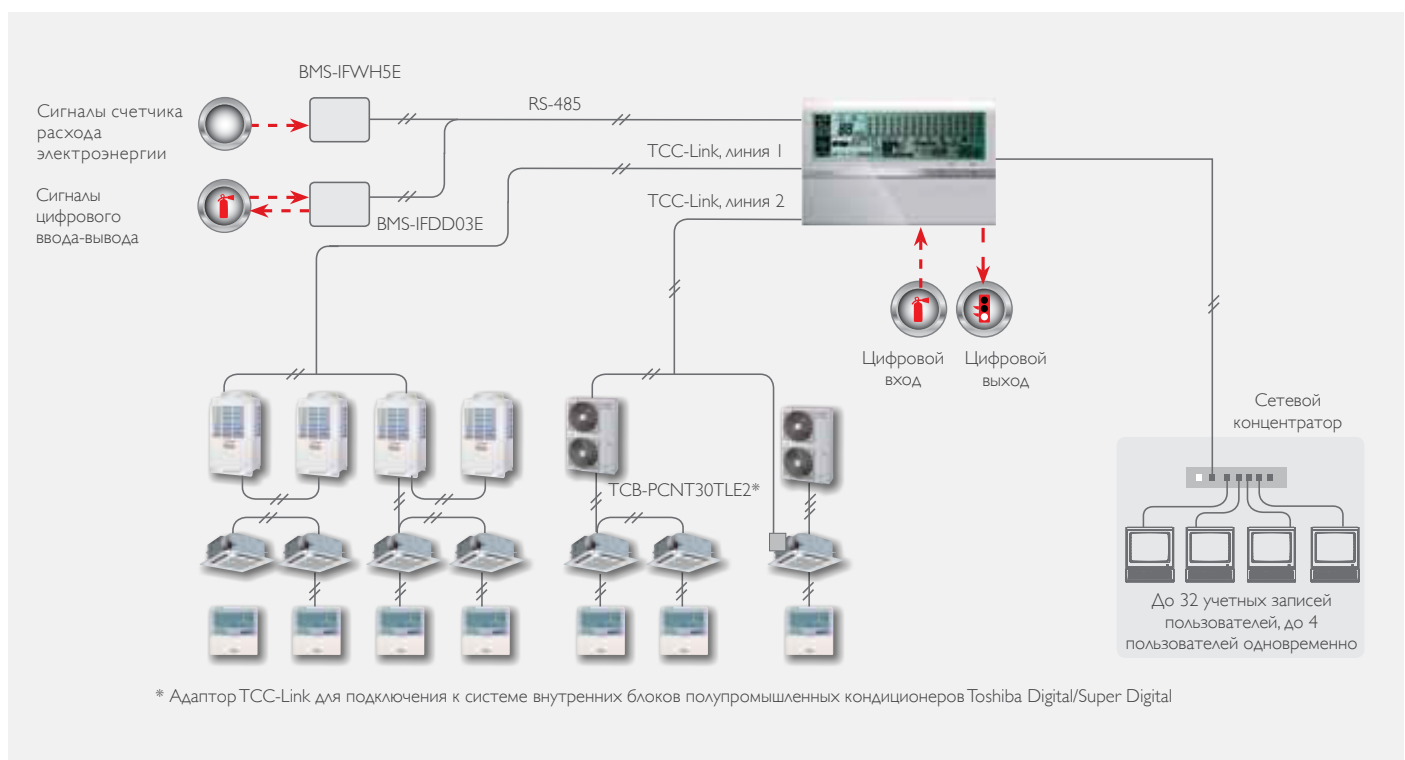 BMS-IFWH5E
Сигналы счетчика
расхода
электроэнергии
RS-485
TCC-Link, линия 1
Сигналы
цифрового
ввода-вывода
TCC-Link, линия 2
BMS-IFDD03E
Цифровой
вход
Цифровой
выход
Сетевой
концентратор
TCB-PCNT30TLE2*
До 32 учетных записей
пользователей, до 4
пользователей одновременно
* Адаптор TCC-Link для подключения к системе внутренних блоков полупромышленных кондиционеров Toshiba Digital/Super Digital